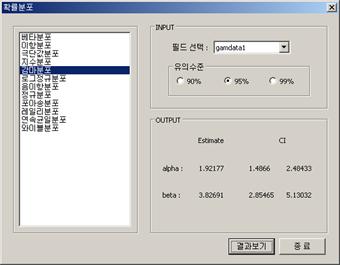 확률분포
베타분포
이항분포
극단값분포
지수분포
감마분포
로그정규분포
음이항분포
정규분포
포아송분포
레일리분포
연속균일분포
와이블분포
INPUT
필드 선택 : gamdata1
유의수준
90% 95% 99%
OUTPUT
Estimate CI
alpha : 1.92177 1.4866 2.48433
beta : 3.82691 2.85465 5.13032
결과보기 종료